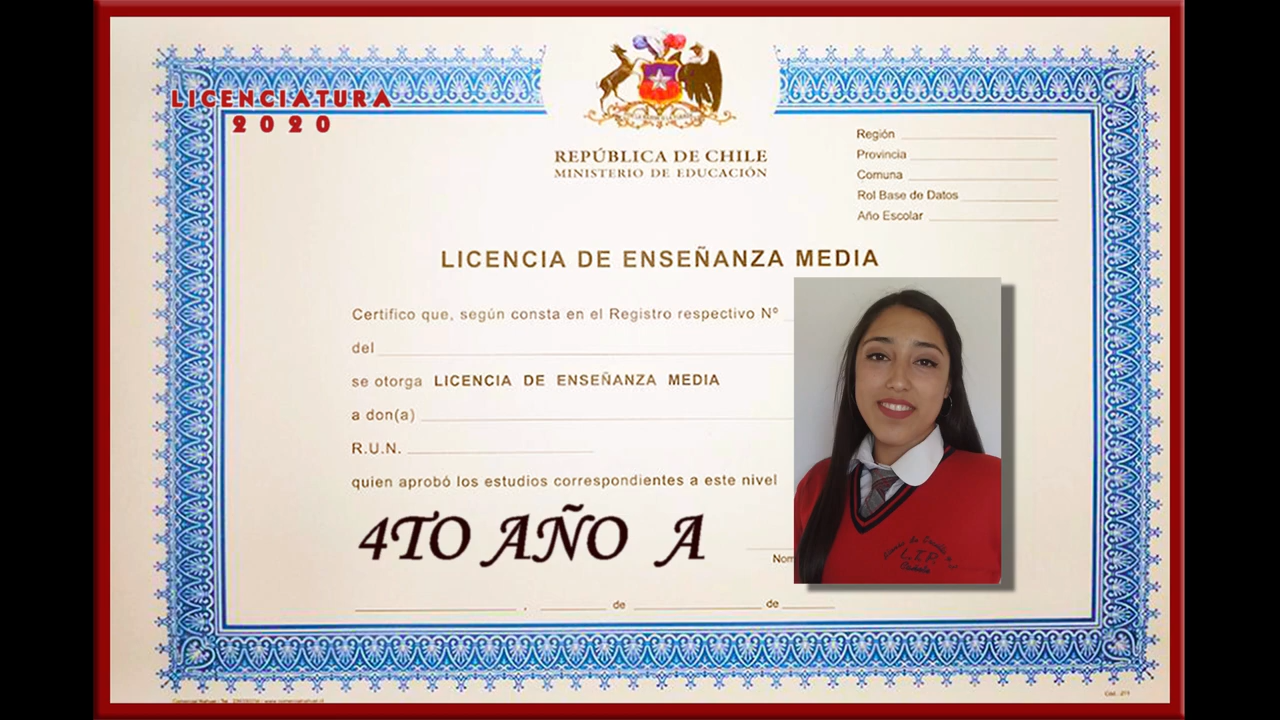 LICENCIATURA
2020
REPÚBLICA DE CHILE
MINISTERIO DE EDUCACIÓN
Región
Provincia
Comuna
Rol Base de Datos
Año Escolar
LICENCIA DE ENSEÑANZA MEDIA
Certifico que, según consta en el Registro respectivo Nº
del
se otorga LICENCIA DE ENSEÑANZA MEDIA
a don(a)
R.U.N.
quien aprobó los estudios correspondientes a este nivel
4TO AÑO A
Nom
, de de
L.I.P.